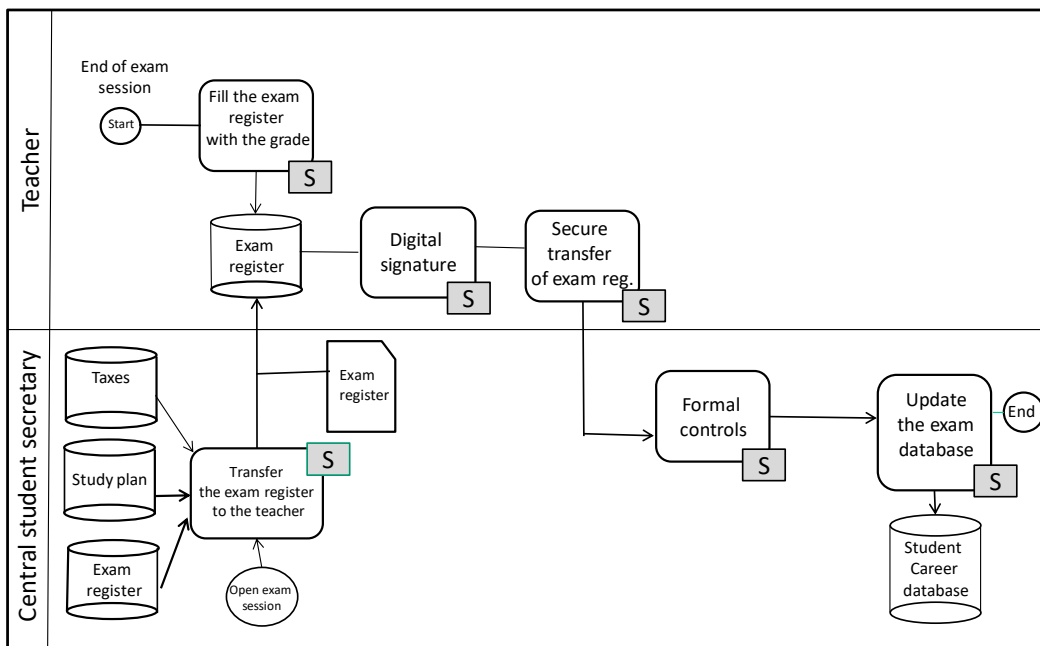 Teacher
End of exam
session
Start
Fill the exam
register
with the grade
S
Exam
register
Digital
signature
S
Secure
transfer
of exam reg.
S
Central student secretary
Taxes
Study plan
Exam
register
Exam
register
S
Transfer
the exam register
to the teacher
Open exam
session
Formal
controls
S
Update
the exam
database
S
End
Student
Career
database